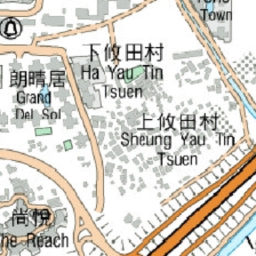 Town
下攸田村
Ha Yau Tin
Tsuen
朗晴居
Grand
Del Sol
上攸田村
Sheung Yau Tin
Tsuen
尚悅
The Reach